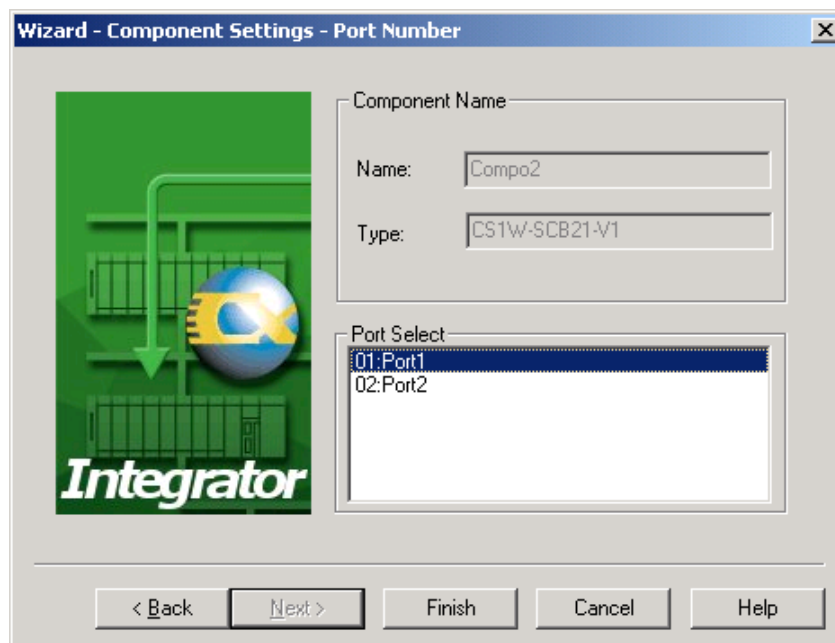 Wizard - Component Settings - Port Number
Component Name
Name:
Compo2
Type:
CS1W-SCB21-V1
Port Select
01:Port1
02:Port2
CX
Integrator
< Back
Next >
Finish
Cancel
Help